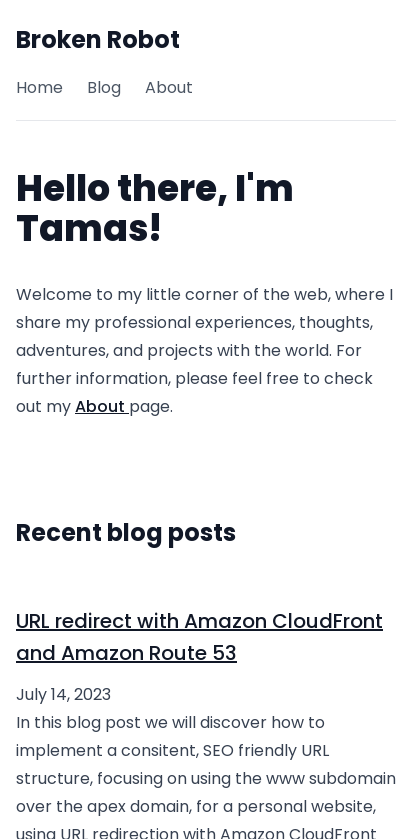 Broken Robot
Home Blog About
Hello there, I'm
Tamas!
Welcome to my little corner of the web, where I
share my professional experiences, thoughts,
adventures, and projects with the world. For
further information, please feel free to check
out my About page.
Recent blog posts
URL redirect with Amazon CloudFront
and Amazon Route 53
July 14, 2023
In this blog post we will discover how to
implement a consitent, SEO friendly URL
structure, focusing on using the www subdomain
over the apex domain, for a personal website,
using URL redirection with Amazon CloudFront